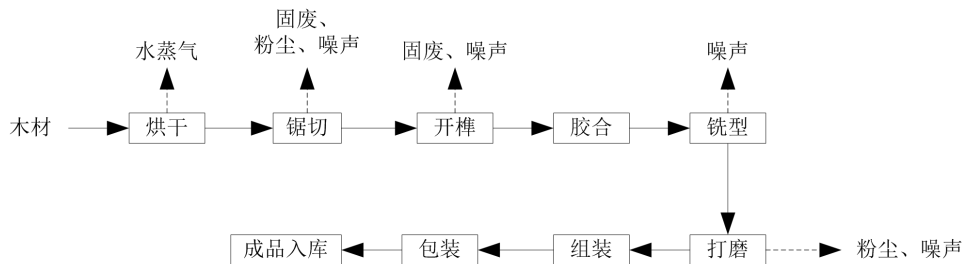 固废、
粉尘、噪声
水蒸气
固废、噪声
噪声
木材
烘干
锯切
开榫
胶合
铣型
成品入库
包装
组装
打磨
粉尘、噪声